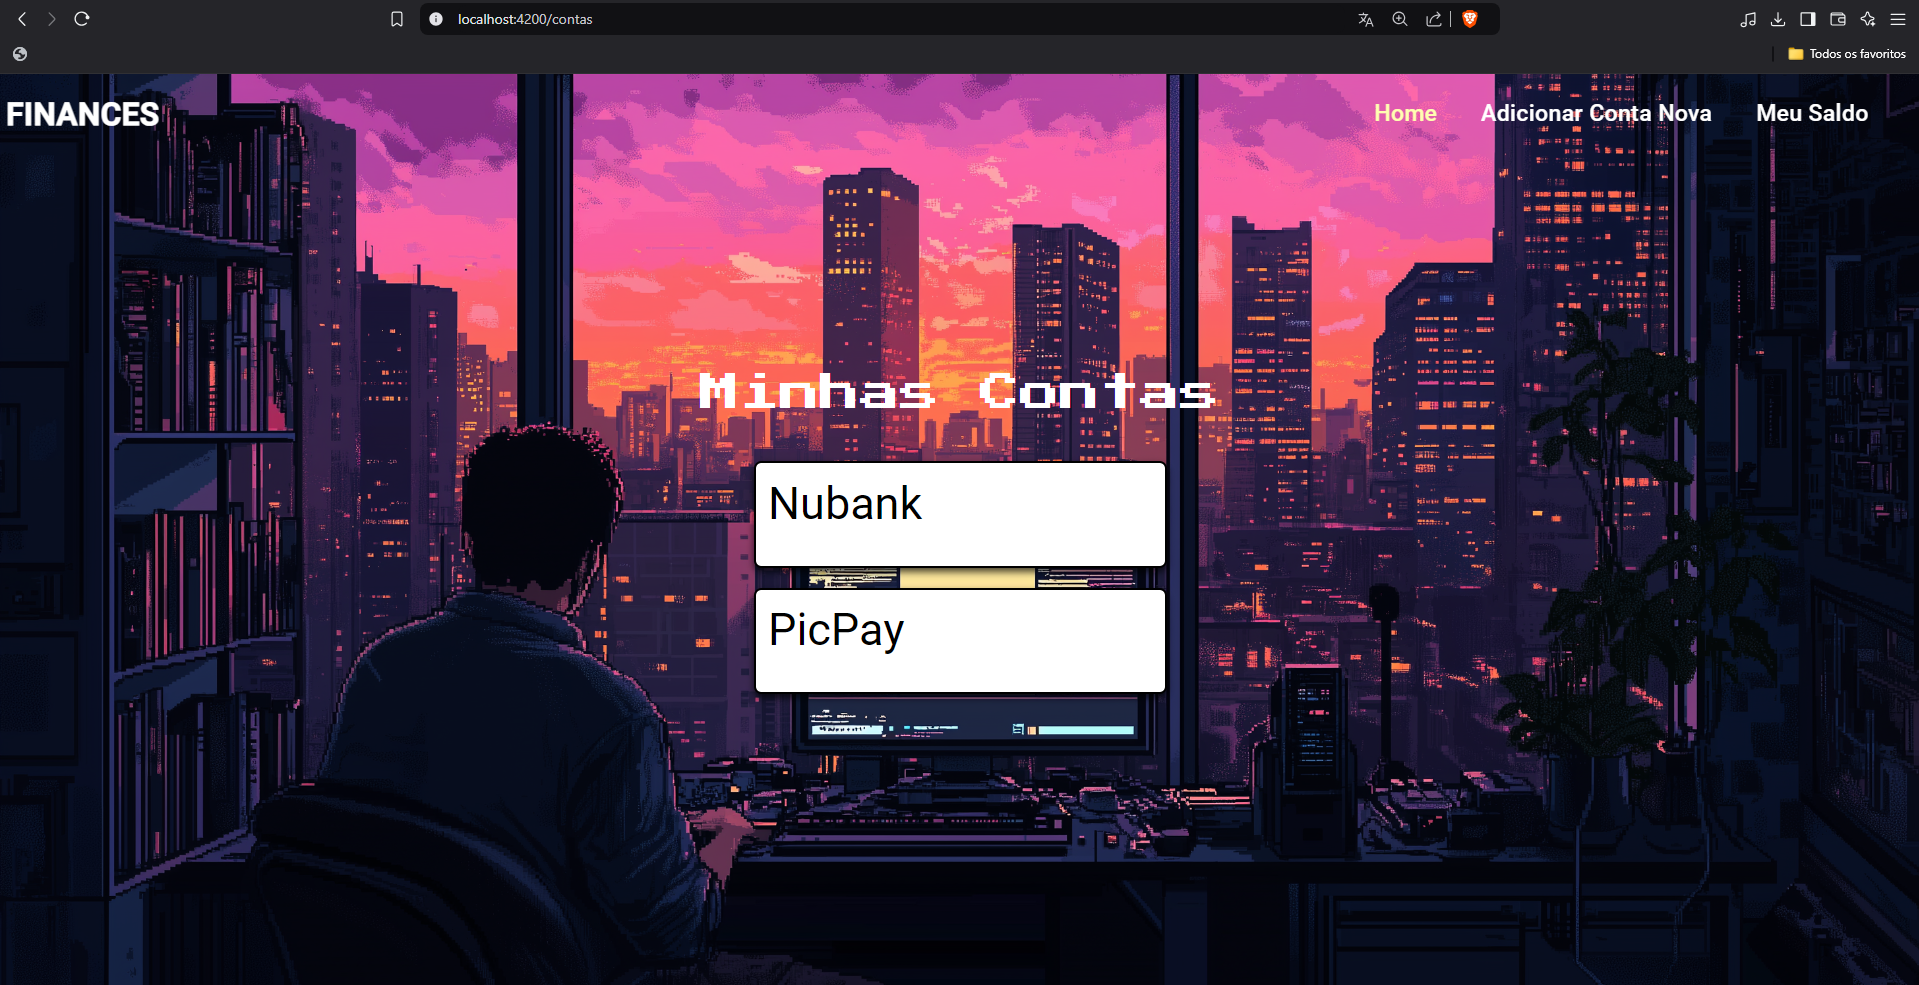 localhost:4200/contas
Todos os favoritos
FINANCES
Home
Adicionar Conta Nova
Meu Saldo
Minhas Contas
Nubank
PicPay